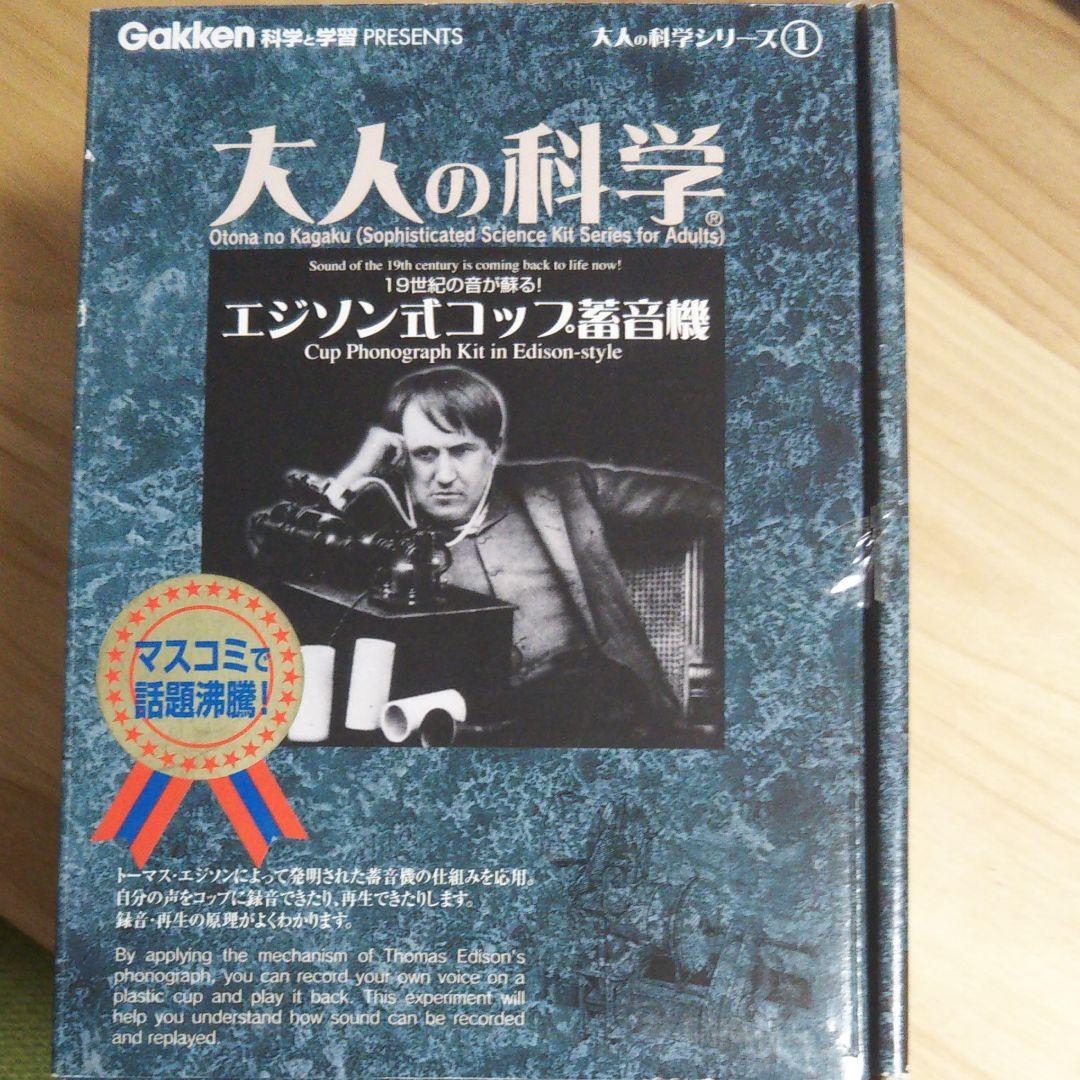 Gakken 科学と学習 PRESENTS
大人の科学シリーズ①
大人の科学®
Otona no Kagaku (Sophisticated Science Kit Series for Adults)
Sound of the 19th century is coming back to life now!
19世紀の音が蘇る!
エジソン式コップ蓄音機
Cup Phonograph Kit in Edison-style
マスコミで
話題沸騰!
トーマス・エジソンによって発明された蓄音機の仕組みを応用。
自分の声をコップに録音できたり、再生できたりします。
録音・再生の原理がよくわかります。
By applying the mechanism of Thomas Edison's
phonograph, you can record your own voice on a
plastic cup and play it back. This experiment will
help you understand how sound can be recorded
and replayed.